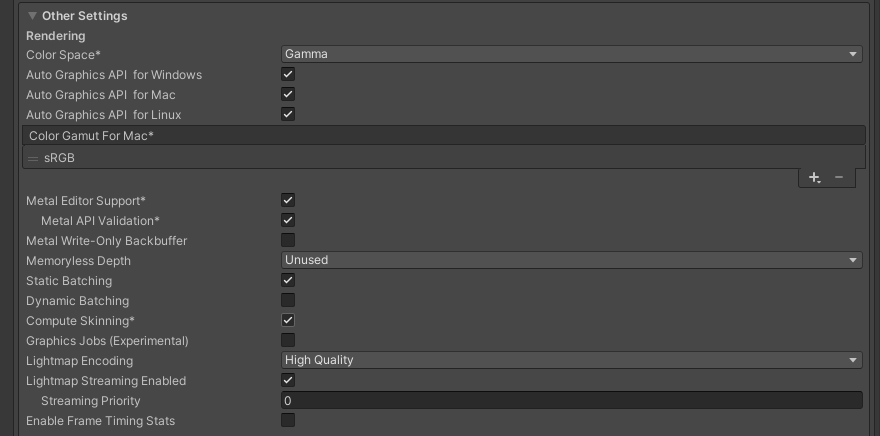 Other Settings
Rendering
Color Space* Gamma
Auto Graphics API  for Windows
Auto Graphics API  for Mac
Auto Graphics API  for Linux
Color Gamut For Mac*
sRGB
Metal Editor Support*
Metal API Validation*
Metal Write-Only Backbuffer
Memoryless Depth Unused
Static Batching
Dynamic Batching
Compute Skinning*
Graphics Jobs (Experimental)
Lightmap Encoding High Quality
Lightmap Streaming Enabled
Streaming Priority 0
Enable Frame Timing Stats